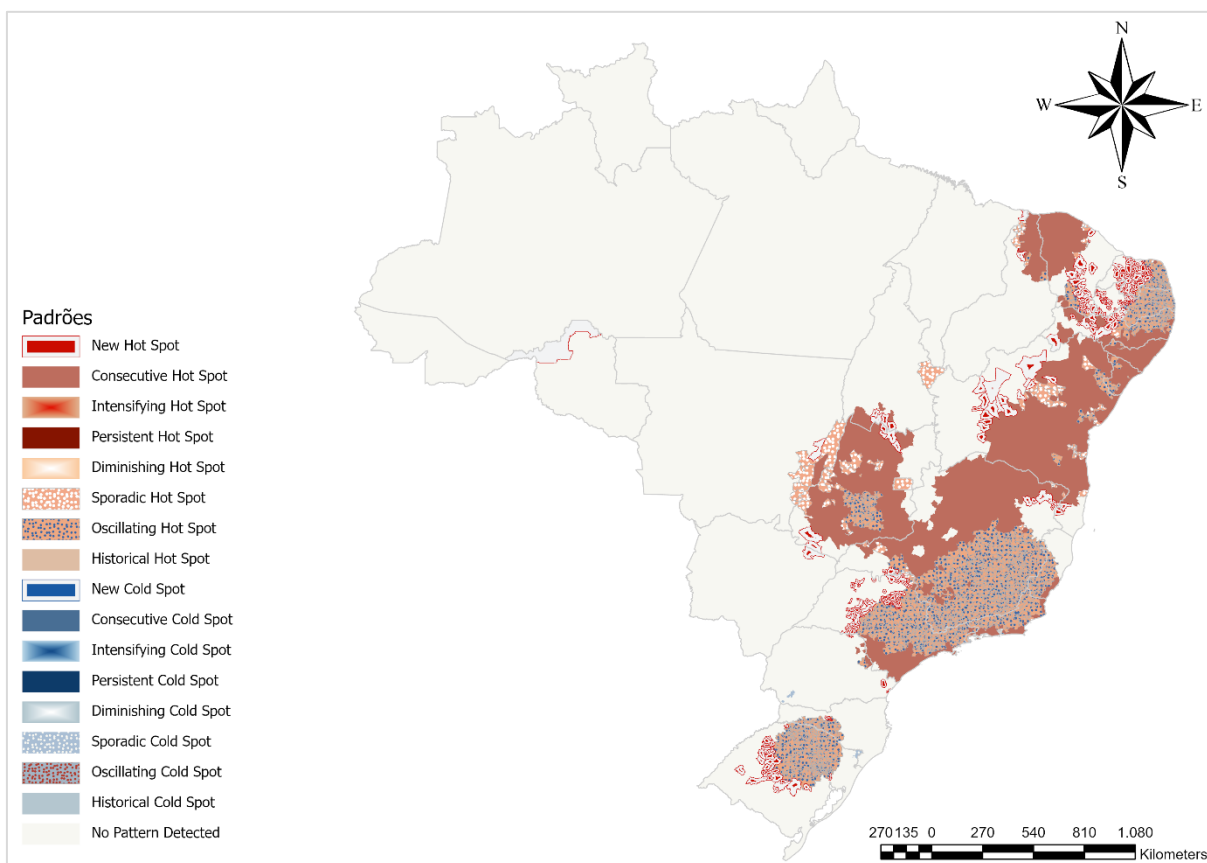 N
W
E
S
Padrões
New Hot Spot
Consecutive Hot Spot
Intensifying Hot Spot
Persistent Hot Spot
Diminishing Hot Spot
Sporadic Hot Spot
Oscillating Hot Spot
Historical Hot Spot
New Cold Spot
Consecutive Cold Spot
Intensifying Cold Spot
Persistent Cold Spot
Diminishing Cold Spot
Sporadic Cold Spot
Oscillating Cold Spot
Historical Cold Spot
No Pattern Detected
270 135 0 270 540 810 1.080
Kilometers